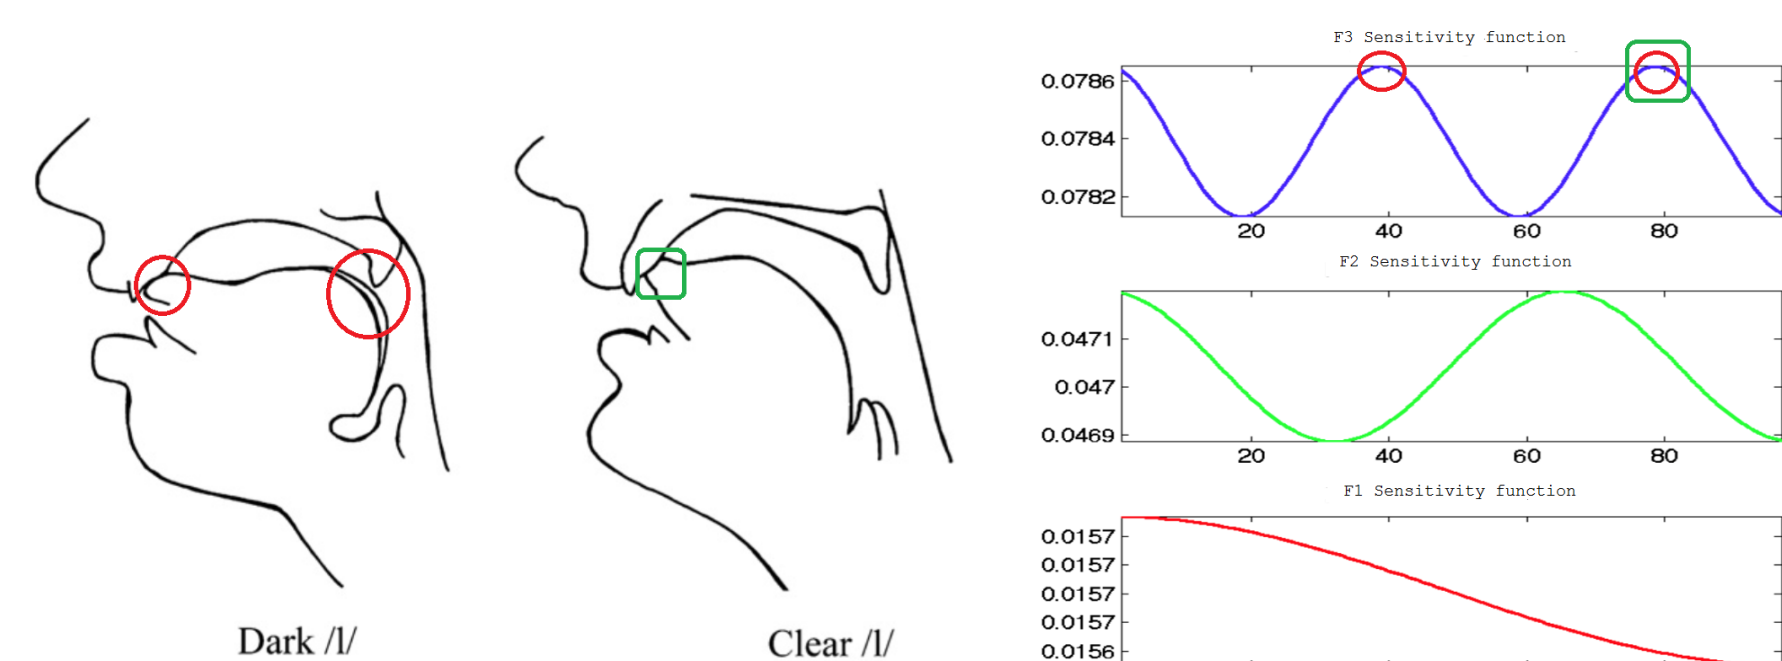 F3 Sensitivity function
0.0786
0.0784
0.0782
20 40 60 80
F2 Sensitivity function
0.0471
0.047
0.0469
20 40 60 80
F1 Sensitivity function
0.0157
0.0157
0.0157
0.0157
0.0156
Dark /l/
Clear /l/